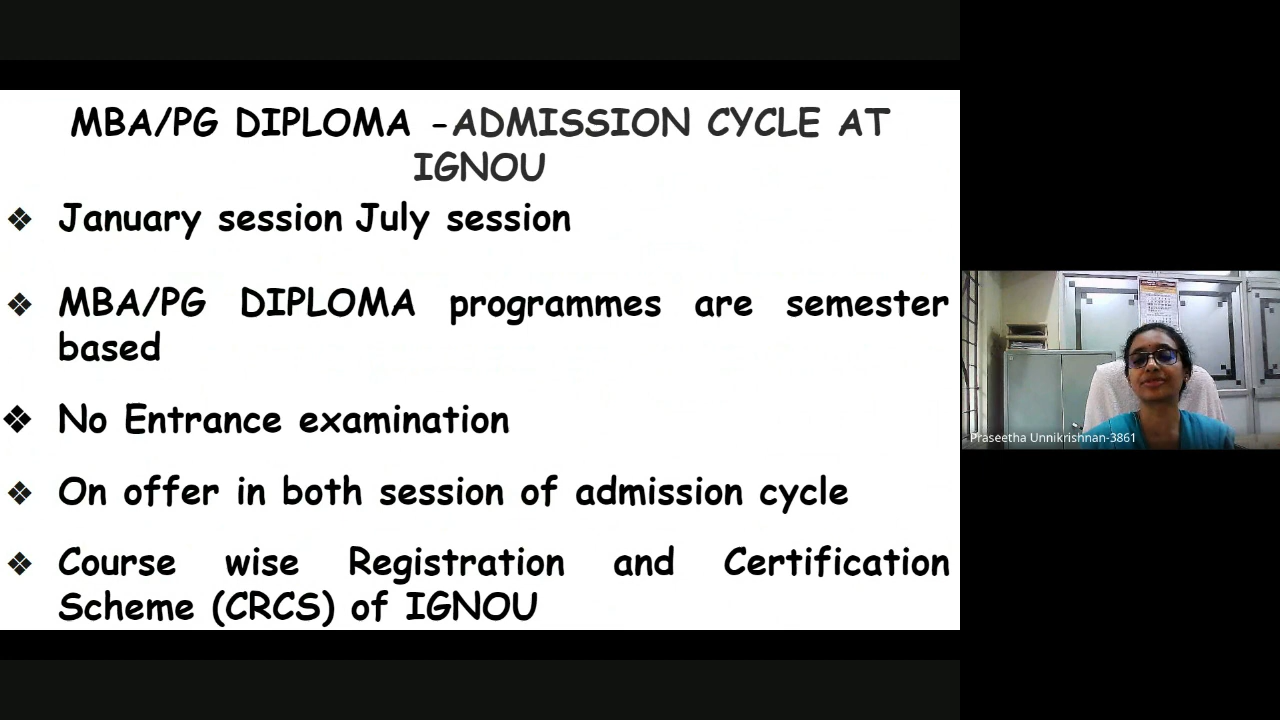 MBA/PG DIPLOMA -ADMISSION CYCLE AT
IGNOU
❖ January session July session
❖ MBA/PG DIPLOMA programmes are semester
based
❖ No Entrance examination
❖ On offer in both session of admission cycle
❖ Course wise Registration and Certification
Scheme (CRCS) of IGNOU
Praseetha Unnikrishnan-3861